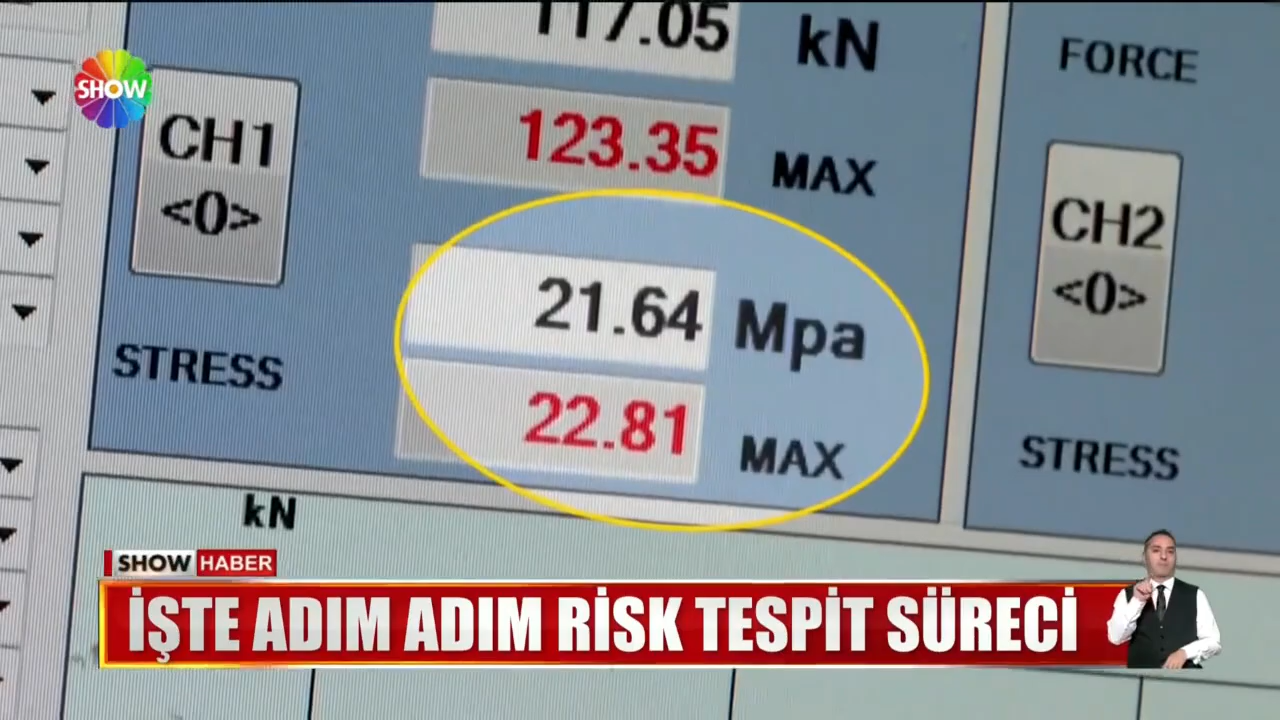 117.05 kN
FORCE
SHOW
CH1
<0>
123.35 MAX
CH2
<0>
21.64 Mpa
STRESS
22.81 MAX
STRESS
kN
SHOW HABER
İŞTE ADIM ADIM RİSK TESPİT SÜRECİ